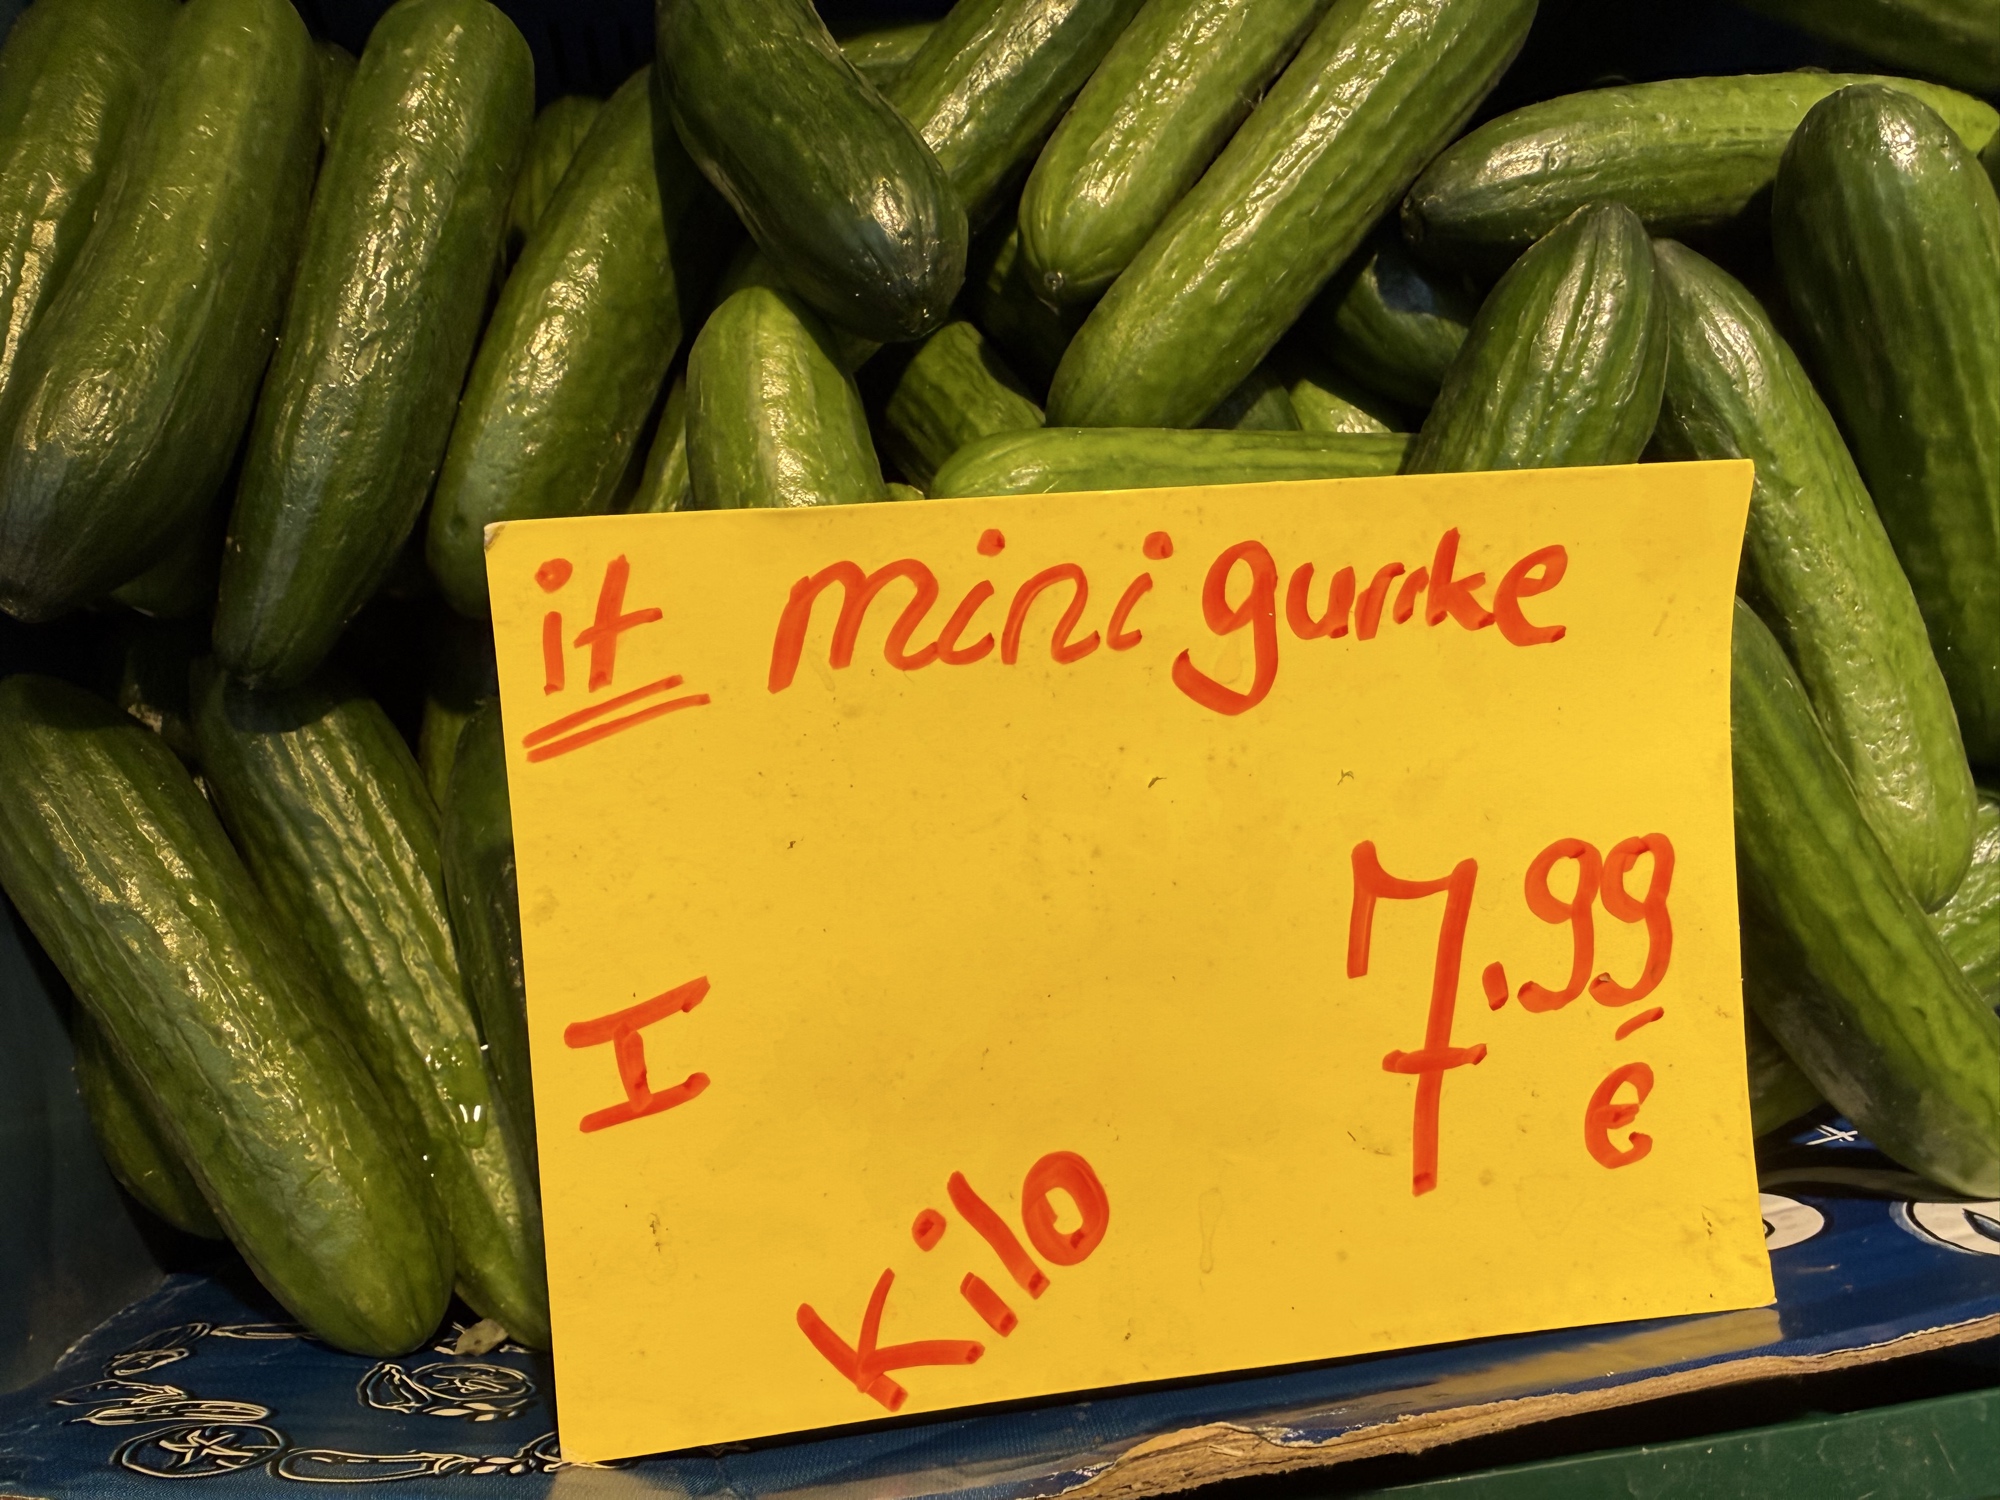 it mini gurke
7.99
I é
Kilo